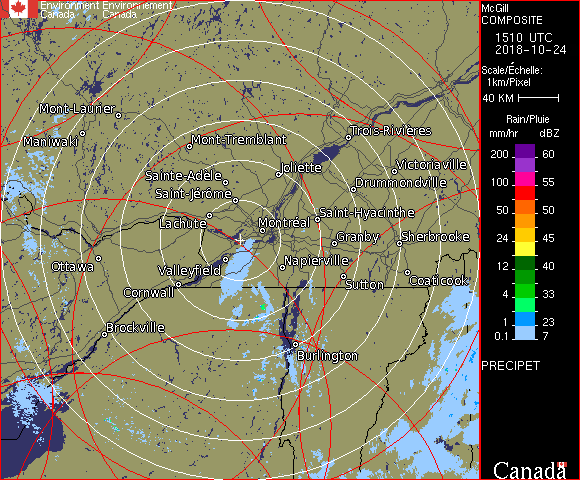 Environment Environnement
Canada Canada
McGill
COMPOSITE
1510 UTC
2018-10-24
Scale/Échelle:
1km/Pixel
40 KM
Rain/Pluie
mm/hr dBZ
200 60
150 57
100 55
50 50
24 45
12 40
4 33
1 23
0.1 7
PRECIPET
Canada
Mont-Laurier
Maniwaki
Mont-Tremblant
Trois-Rivières
Sainte-Adèle
Joliette
Victoriaville
Saint-Jérôme
Drummondville
Lachute
Montréal
Saint-Hyacinthe
Granby
Sherbrooke
Ottawa
Valleyfield
Napierville
Cornwall
Sutton
Coaticook
Brockville
Burlington